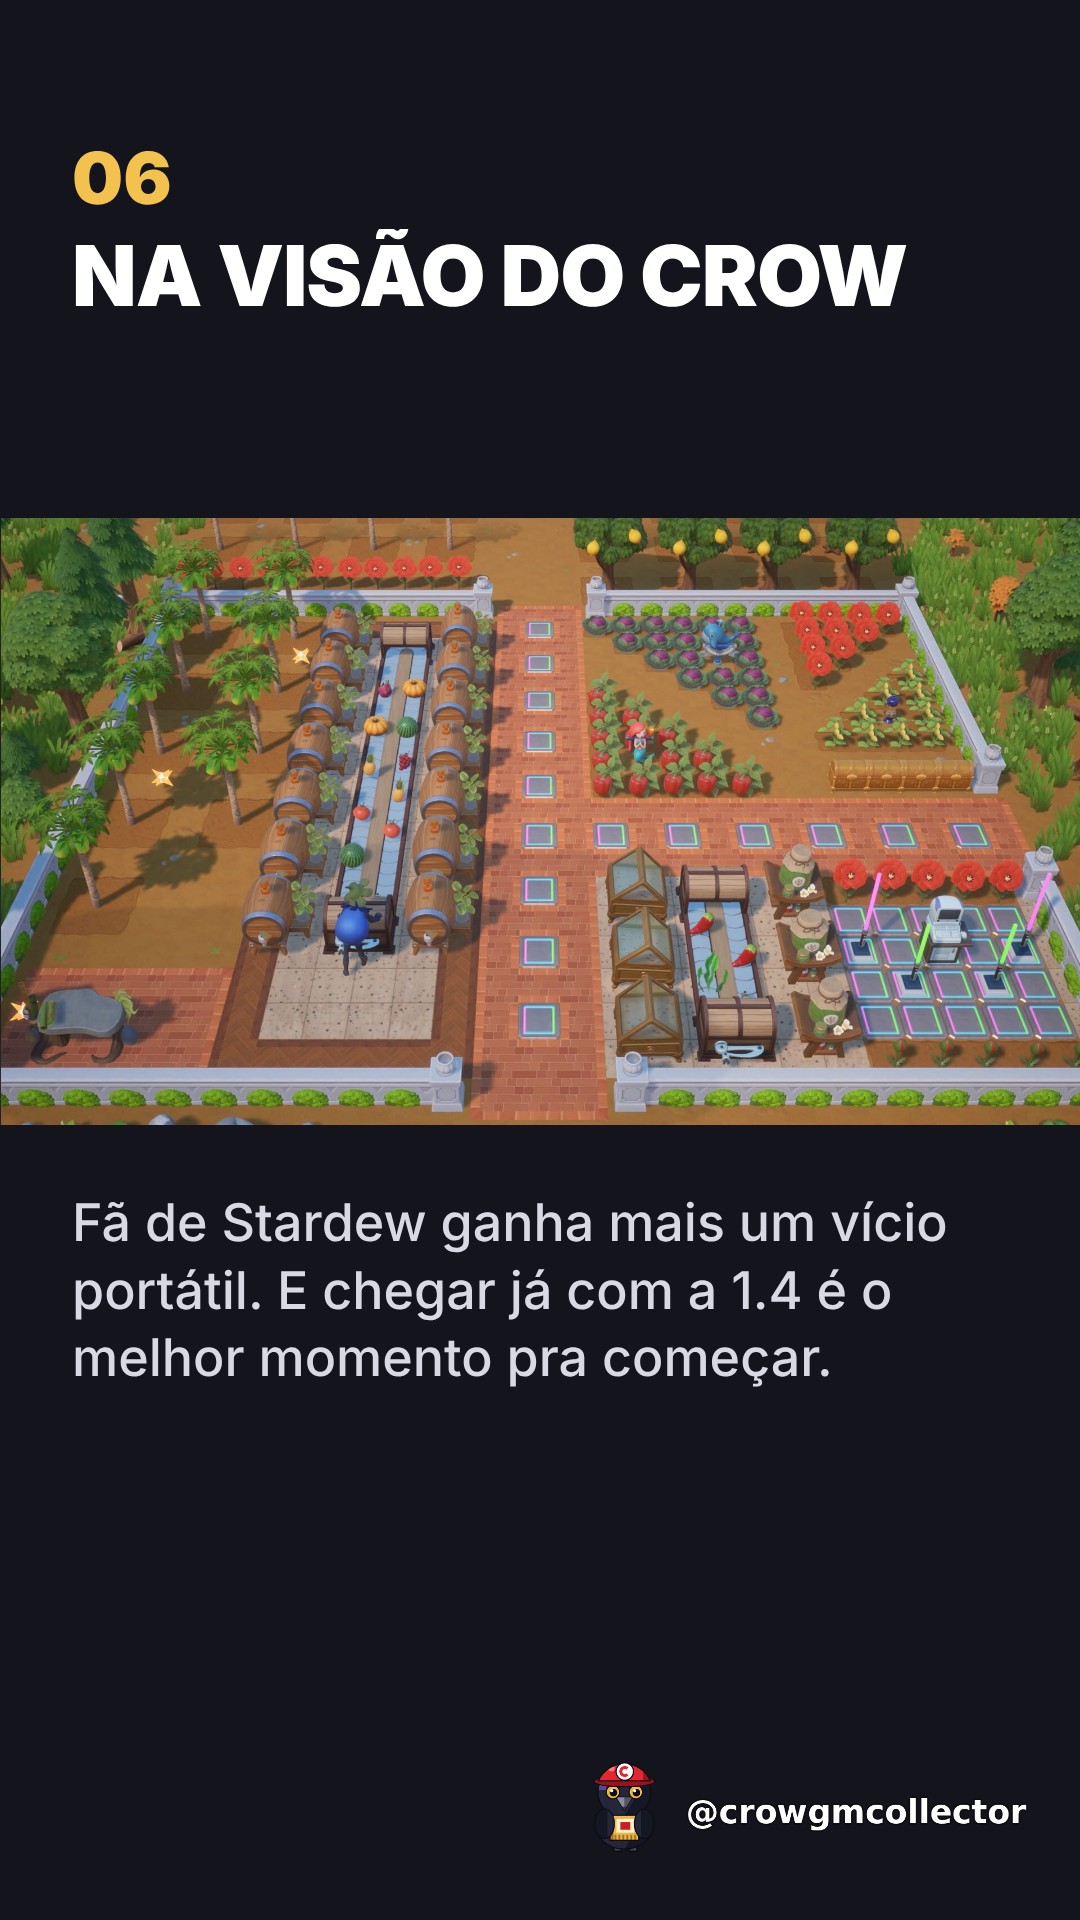 06
NA VISÃO DO CROW
Fã de Stardew ganha mais um vício
portátil. E chegar já com a 1.4 é o
melhor momento pra começar.
C
@crowgmcollector